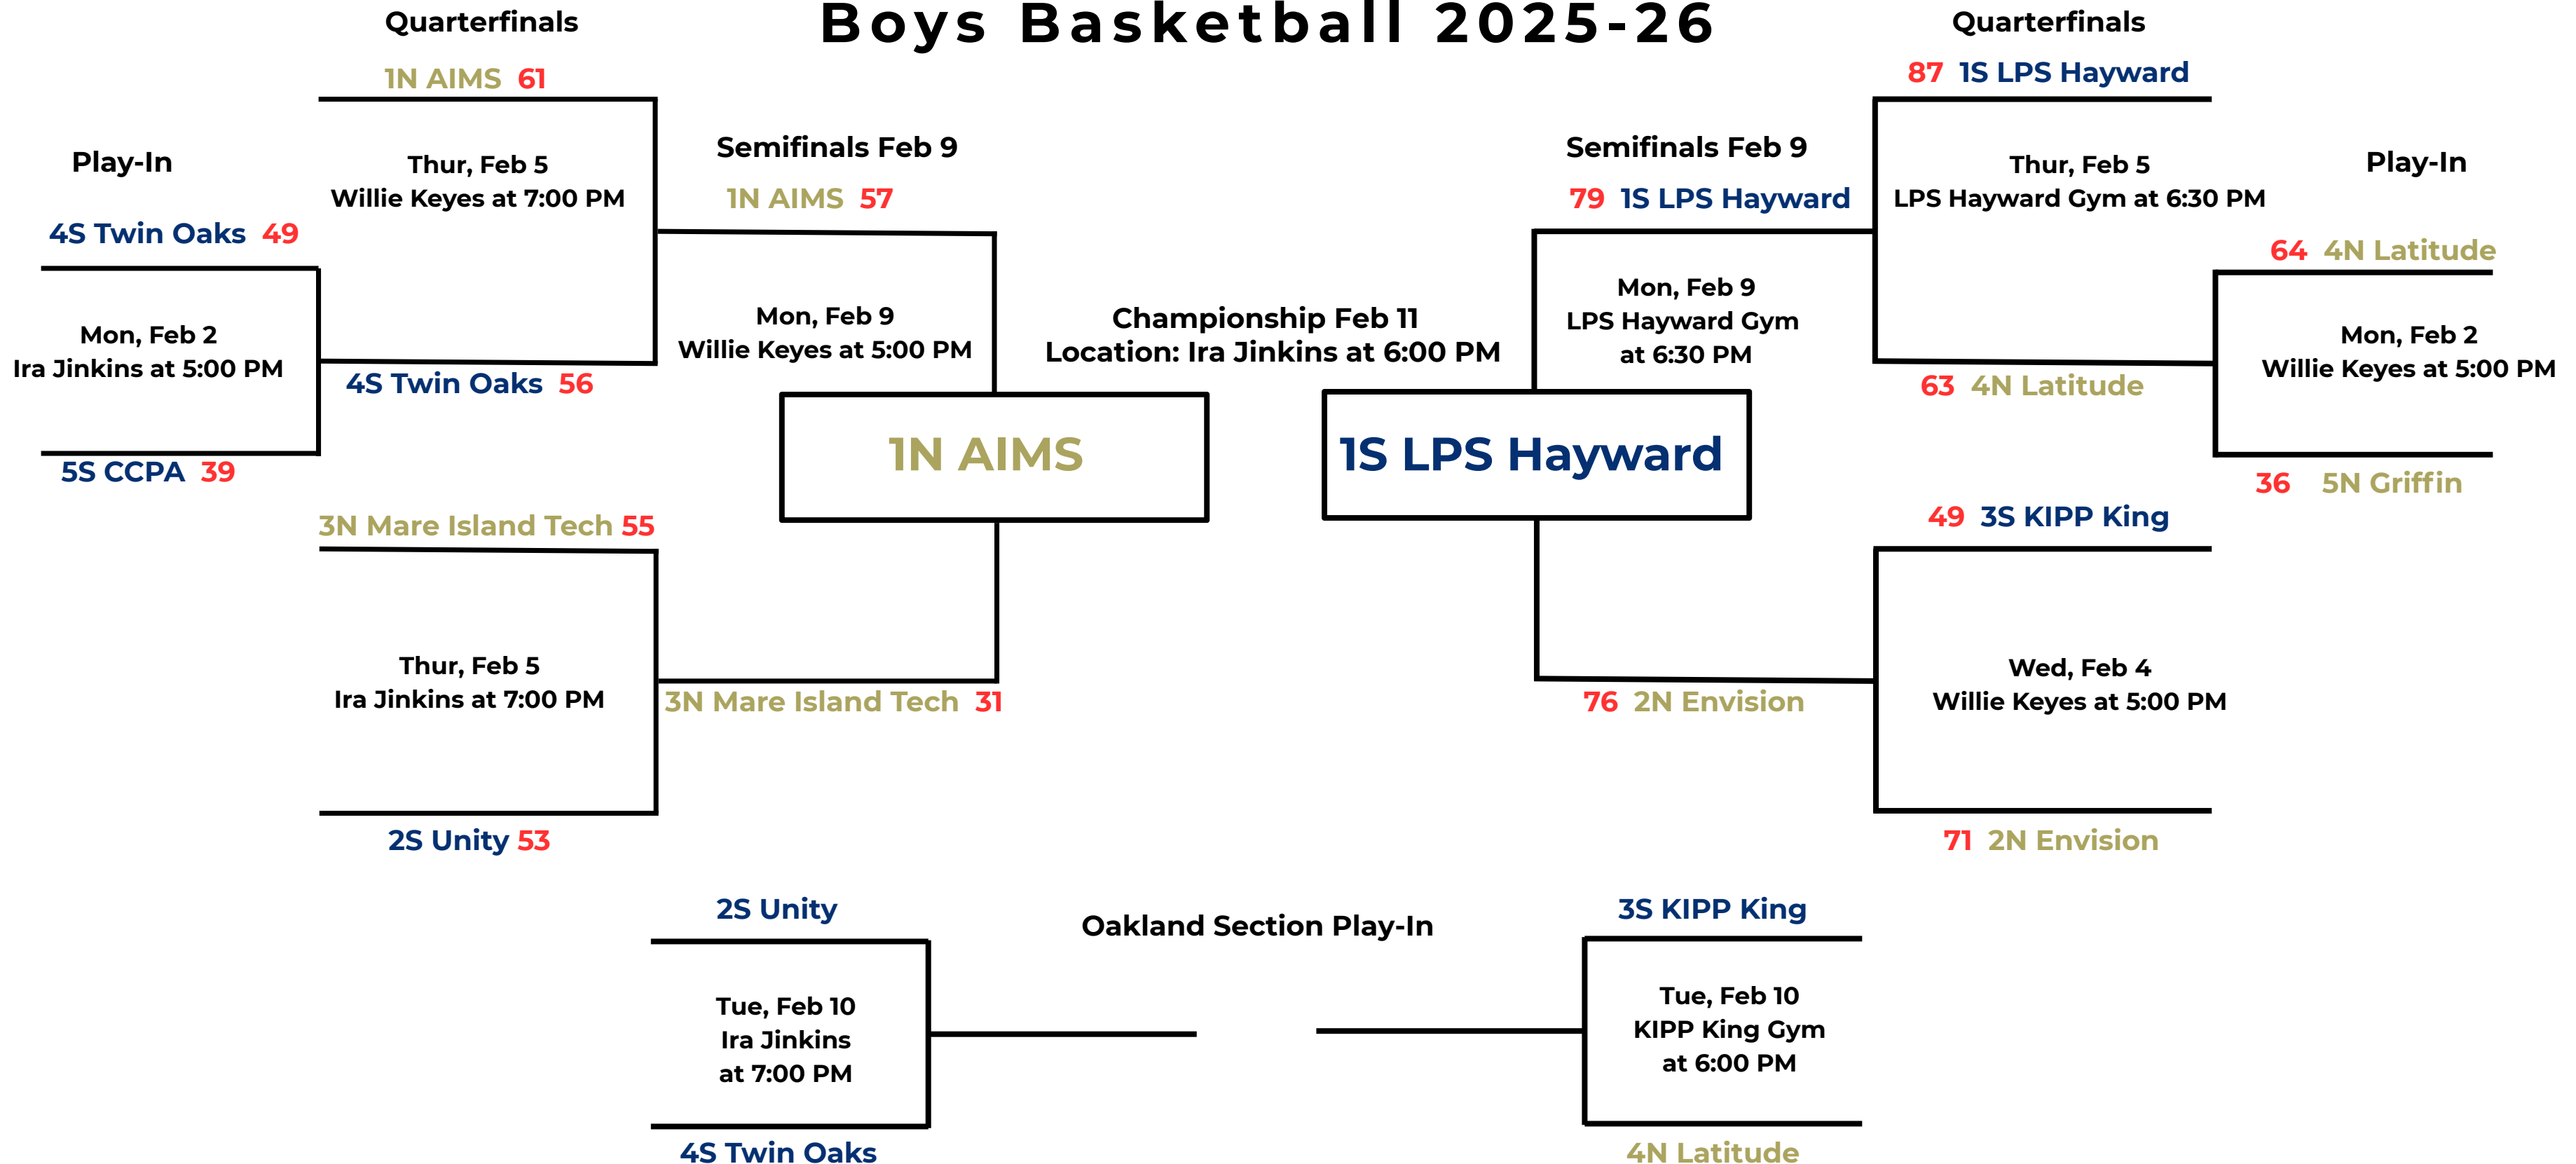 Boys Basketball 2025-26
Quarterfinals
Quarterfinals
1N AIMS 61
87 1S LPS Hayward
Play-In
Thur, Feb 5
Willie Keyes at 7:00 PM
Semifinals Feb 9
1N AIMS 57
Semifinals Feb 9
79 1S LPS Hayward
Thur, Feb 5
LPS Hayward Gym at 6:30 PM
Play-In
4S Twin Oaks 49
64 4N Latitude
Mon, Feb 2
Ira Jinkins at 5:00 PM
Mon, Feb 9
Willie Keyes at 5:00 PM
Championship Feb 11
Location: Ira Jinkins at 6:00 PM
Mon, Feb 9
LPS Hayward Gym
at 6:30 PM
Mon, Feb 2
Willie Keyes at 5:00 PM
4S Twin Oaks 56
63 4N Latitude
1N AIMS
1S LPS Hayward
5S CCPA 39
36 5N Griffin
3N Mare Island Tech 55
49 3S KIPP King
Thur, Feb 5
Ira Jinkins at 7:00 PM
3N Mare Island Tech 31
76 2N Envision
Wed, Feb 4
Willie Keyes at 5:00 PM
2S Unity 53
71 2N Envision
2S Unity
Oakland Section Play-In
3S KIPP King
Tue, Feb 10
Ira Jinkins
at 7:00 PM
Tue, Feb 10
KIPP King Gym
at 6:00 PM
4S Twin Oaks
4N Latitude